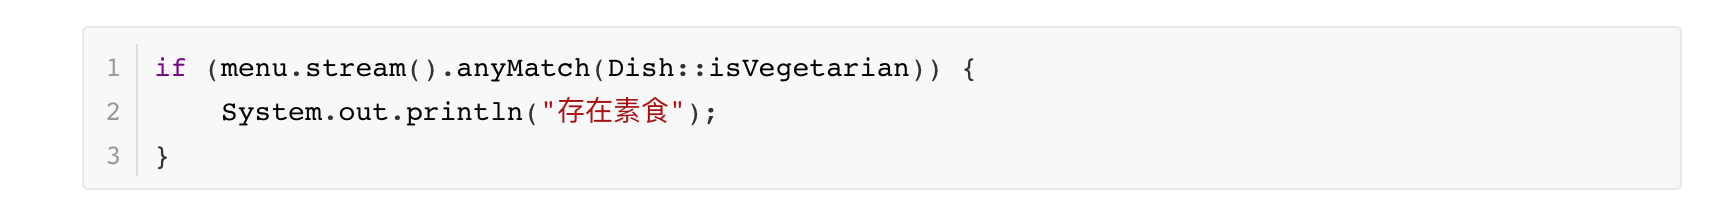 1 if (menu.stream().anyMatch(Dish::isVegetarian)) {
2     System.out.println("存在素食");
3 }